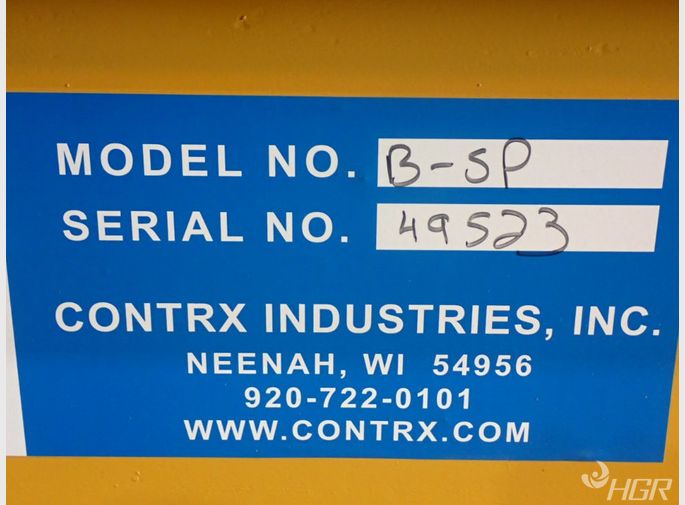 MODEL NO. B-SP
SERIAL NO. 49523
CONTRX INDUSTRIES, INC.
NEENAH, WI 54956
920-722-0101
WWW.CONTRX.COM
HGR